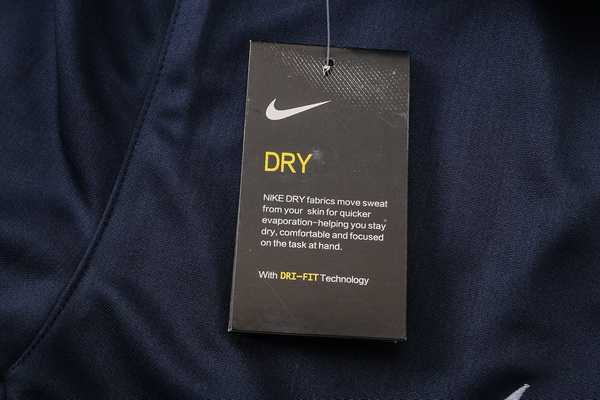 DRY
NIKE DRY fabrics move sweat
from your skin for quicker
evaporation-helping you stay
dry, comfortable and focused
on the task at hand.
With DRI-FIT Technology